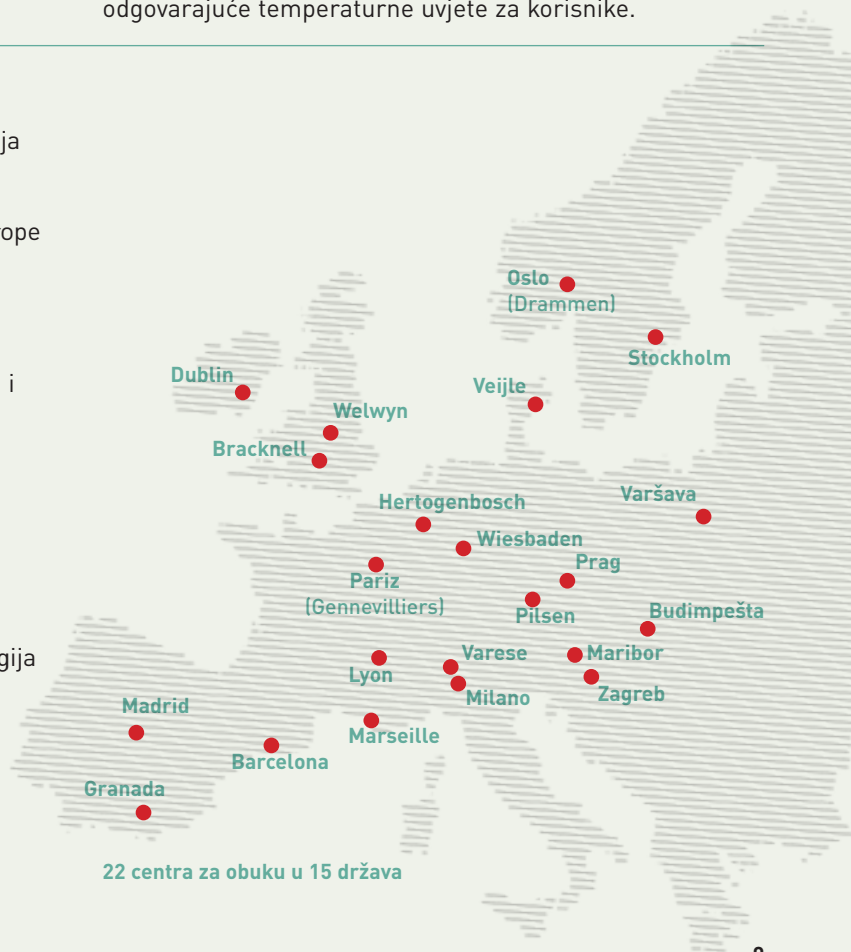 odgovarajuće temperaturne uvjete za korisnike.
ja
ope
i
gija
Oslo
(Drammen)
Stockholm
Dublin
Veijle
Welwyn
Bracknell
Hertogenbosch
Varšava
Wiesbaden
Prag
Pariz
(Gennevilliers)
Pilsen
Budimpešta
Varese
Maribor
Lyon
Milano
Zagreb
Madrid
Marseille
Barcelona
Granada
22 centra za obuku u 15 država